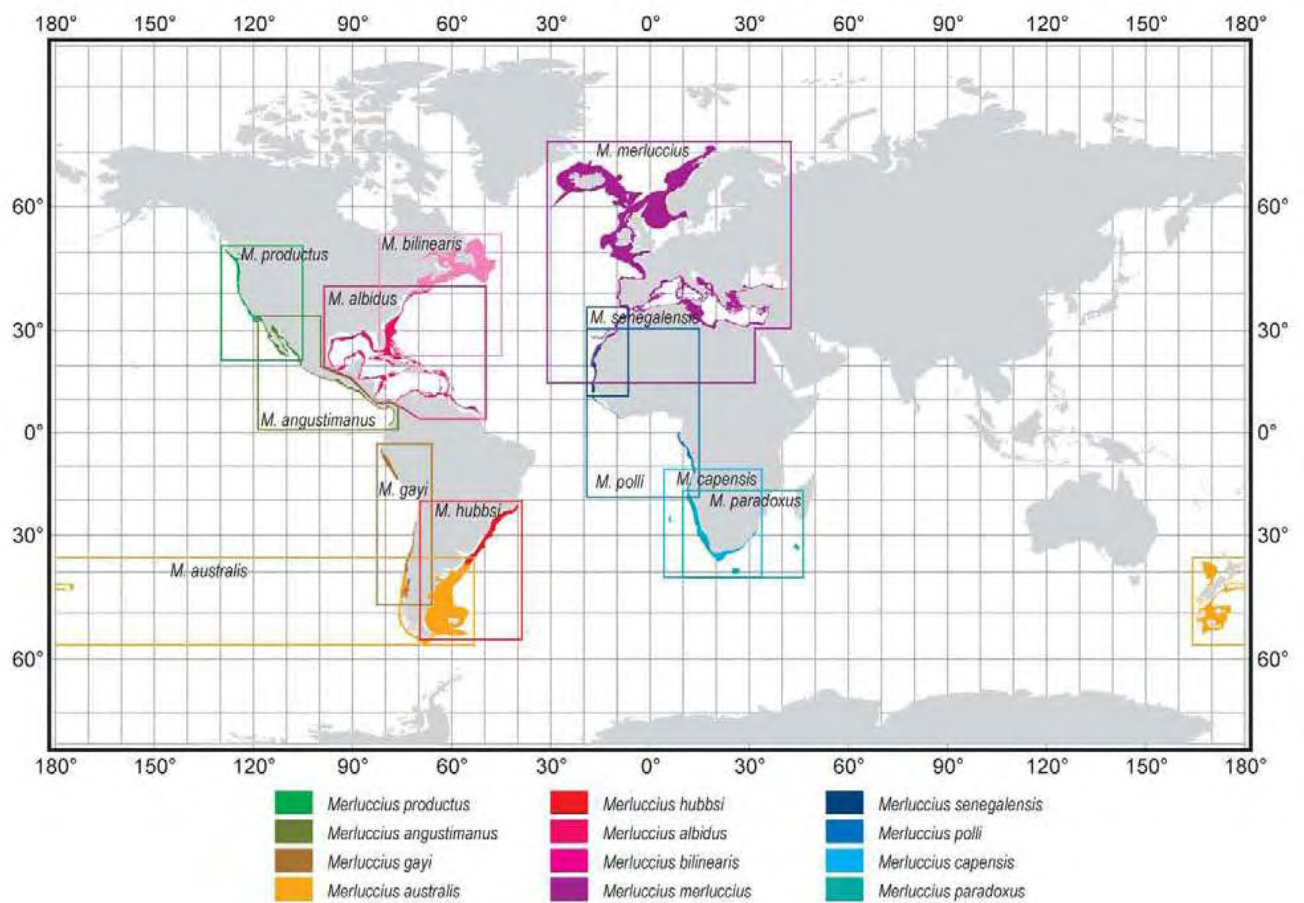 180° 150° 120° 90° 60° 30° 0° 30° 60° 90° 120° 150° 180°
M. merluccius
60° 60°
M. bilinearis
M. productus
M. albidus
M. senegalensis
30° 30°
M. angustimanus
0° 0°
M. polli
M. capensis
M. gayi
M. paradoxus
M. hubbsi
30° 30°
M. australis
60° 60°
180° 150° 120° 90° 60° 30° 0° 30° 60° 90° 120° 150° 180°
Merluccius productus
Merluccius angustimanus
Merluccius gayi
Merluccius australis
Merluccius hubbsi
Merluccius albidus
Merluccius bilinearis
Merluccius merluccius
Merluccius senegalensis
Merluccius polli
Merluccius capensis
Merluccius paradoxus